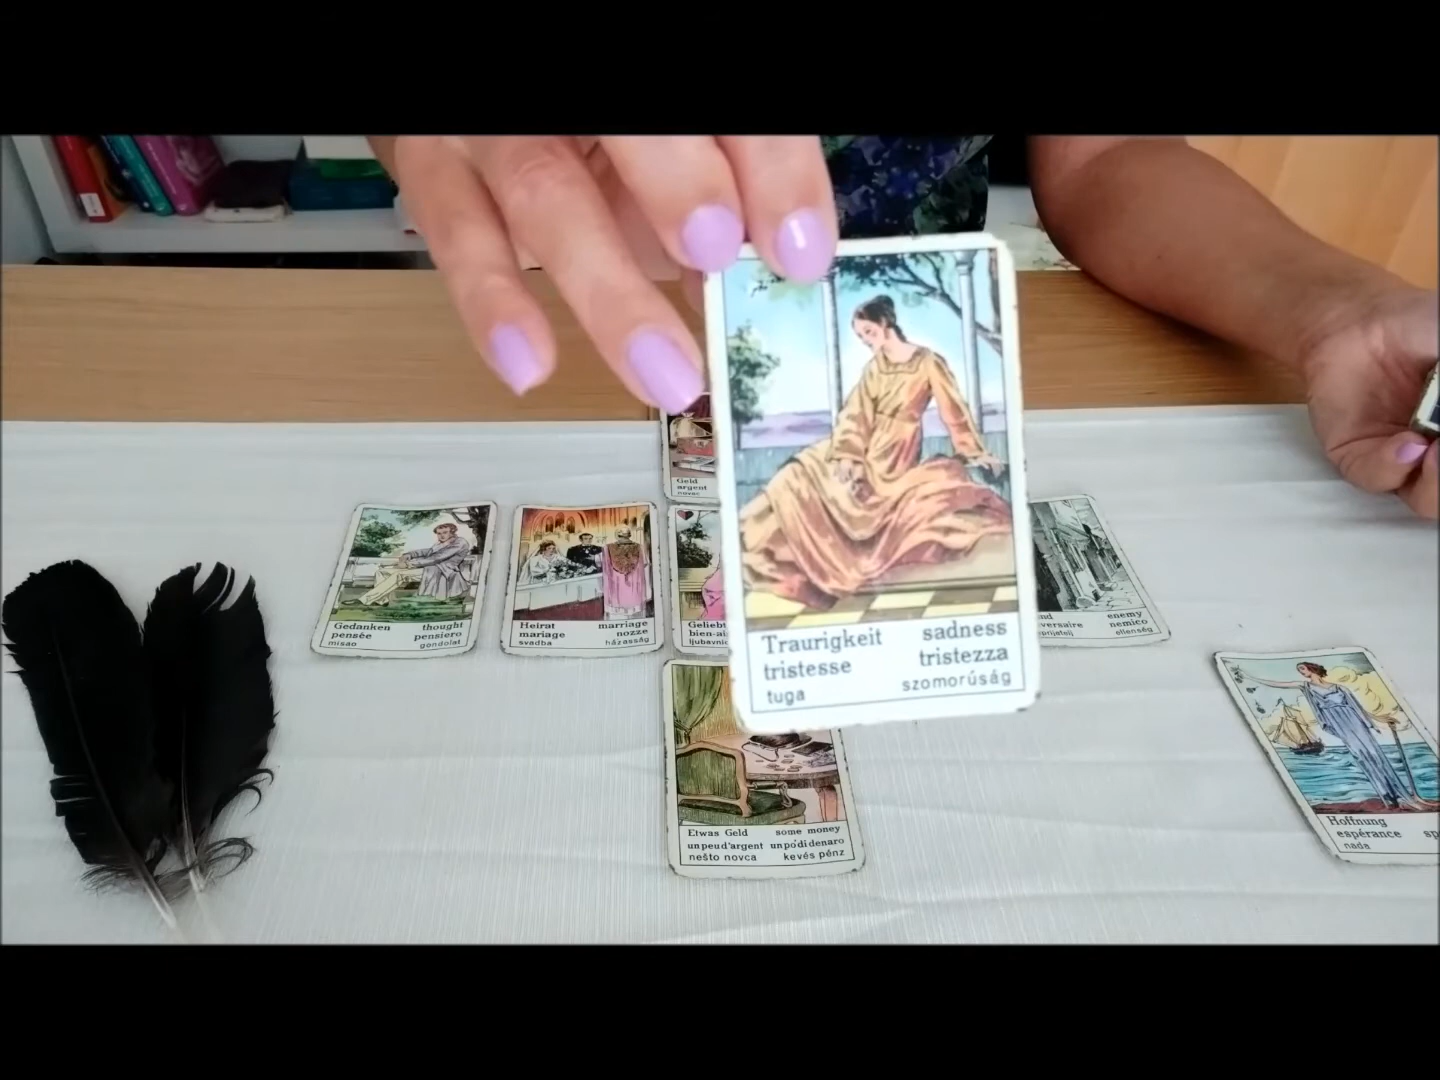 Geld
argent
novac
Gedanken thought
pensée pensiero
misao gondolat
Heirat marriage
mariage nozze
svadba házasság
Traurigkeit sadness
tristesse tristezza
tuga szomorúság
enemy
nemico
ellenség
Etwas Geld some money
un peu d'argent un pò di denaro
nešto novca kevés pénz
Hoffnung
espérance
nada